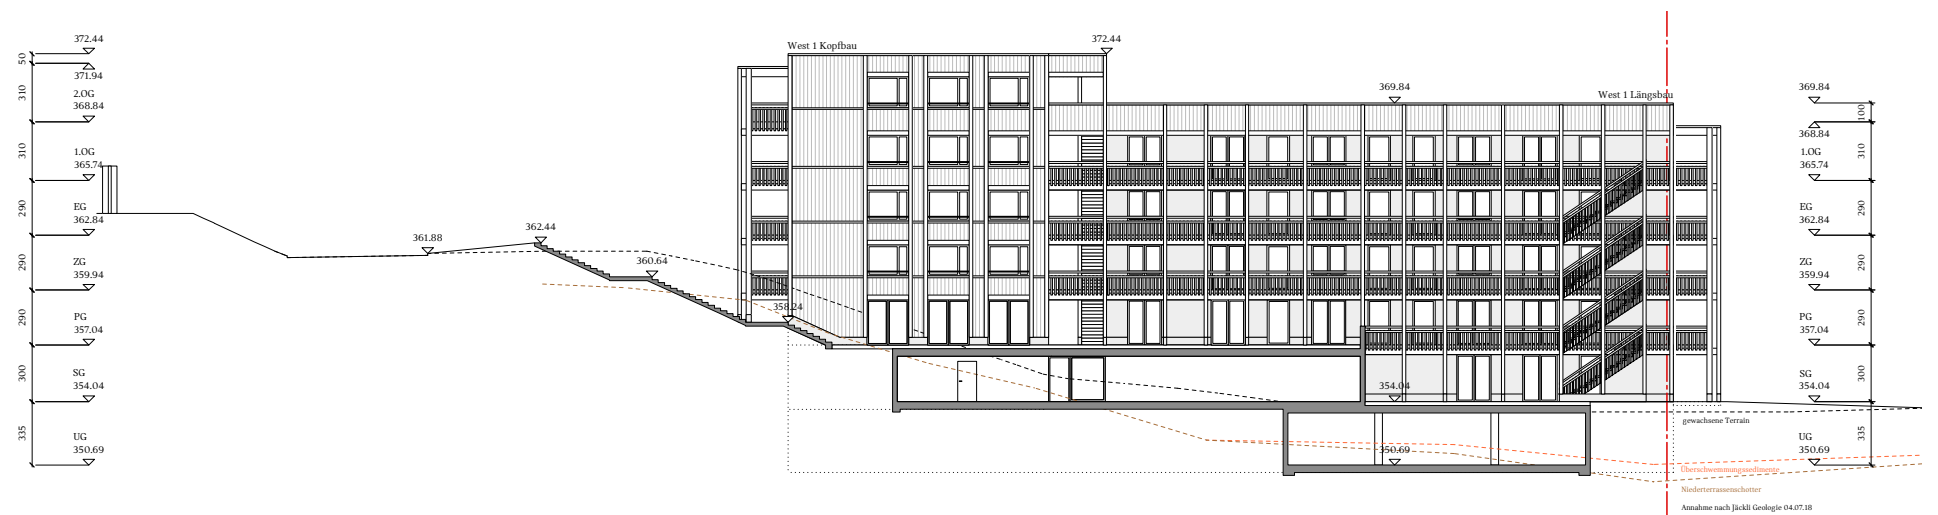 372.44
50
371.94
310
2.OG
368.84
310
1.OG
365.74
290
EG
362.84
290
ZG
359.94
290
PG
357.04
300
SG
354.04
335
UG
350.69
361.88
362.44
360.64
358.24
West 1 Kopfbau
372.44
369.84
West 1 Längsbau
354.04
350.69
369.84
100
368.84
310
1.OG
365.74
290
EG
362.84
290
ZG
359.94
290
PG
357.04
300
SG
354.04
335
UG
350.69
gewachsene Terrain
Überschwemmungssedimente
Niederterrassenschotter
Annahme nach Jäckli Geologie 04.07.18